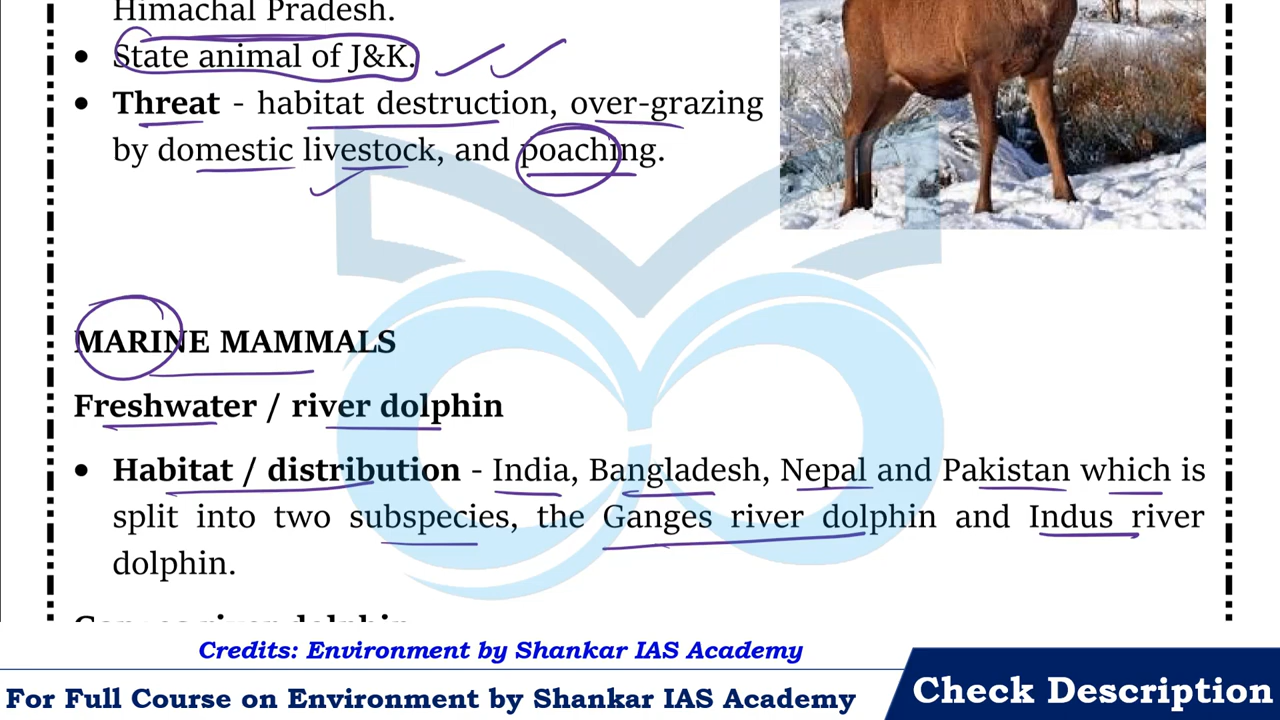 Himachal Pradesh.
• State animal of J&K.
• Threat - habitat destruction, over-grazing
by domestic livestock, and poaching.
MARINE MAMMALS
Freshwater / river dolphin
• Habitat / distribution - India, Bangladesh, Nepal and Pakistan which is
split into two subspecies, the Ganges river dolphin and Indus river
dolphin.
Ganges river dolphin
Credits: Environment by Shankar IAS Academy
For Full Course on Environment by Shankar IAS Academy
Check Description